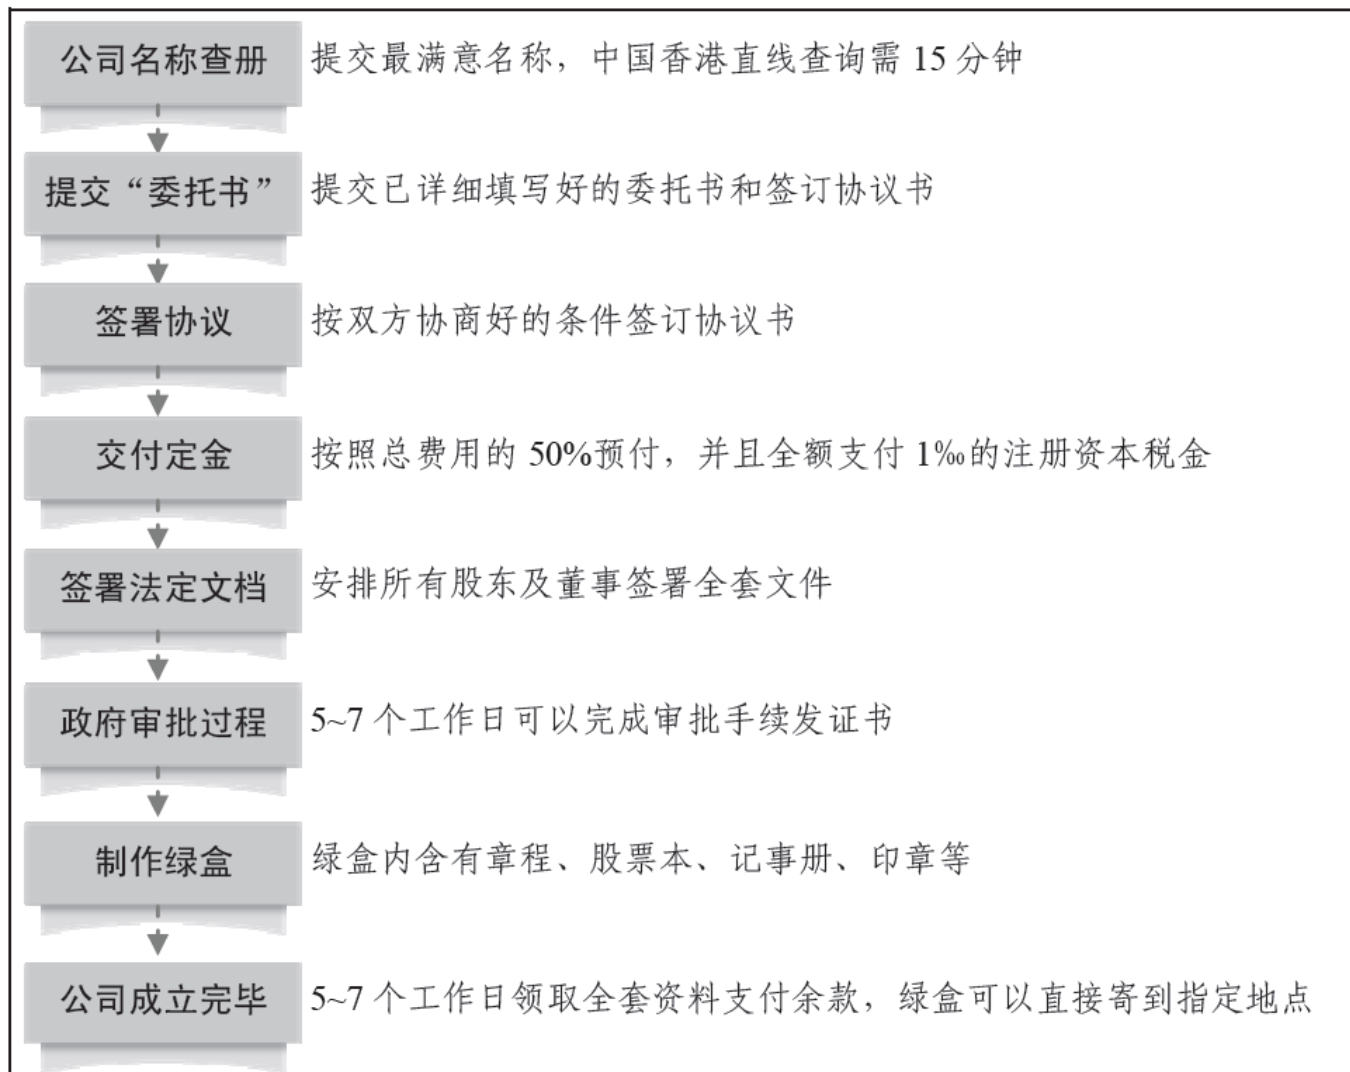 公司名称查册 提交最满意名称，中国香港直线查询需 15 分钟
提交“委托书” 提交已详细填写好的委托书和签订协议书
签署协议 按双方协商好的条件签订协议书
交付定金 按照总费用的 50%预付，并且全额支付 1‰的注册资本税金
签署法定文档 安排所有股东及董事签署全套文件
政府审批过程 5~7 个工作日可以完成审批手续发证书
制作绿盒 绿盒内含有章程、股票本、记事册、印章等
公司成立完毕 5~7 个工作日领取全套资料支付余款，绿盒可以直接寄到指定地点